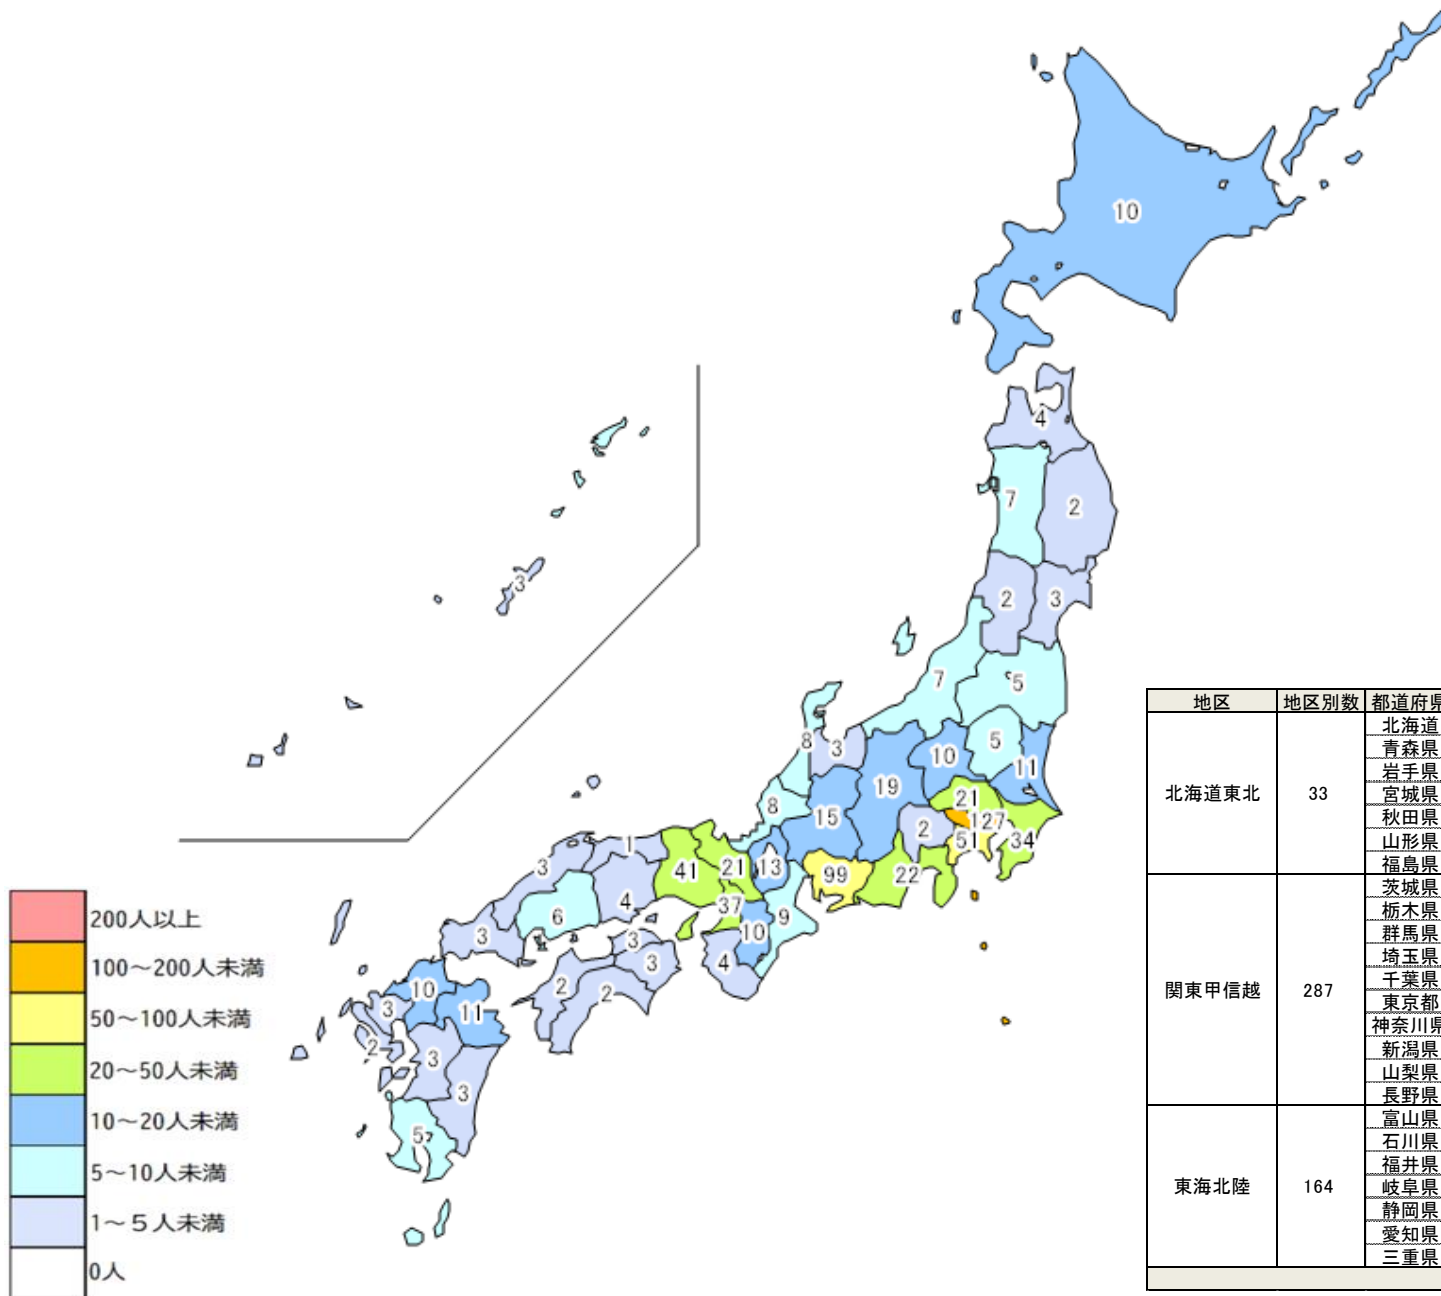 10
4
7
2
3
2
3
7
5
8
3
10
5
11
19
21
8
15
2
127
51
34
1
3
41
21
13
99
22
4
37
9
6
10
3
3
4
3
2
2
10
11
3
2
3
3
5
200人以上
100～200人未満
50～100人未満
20～50人未満
10～20人未満
5～10人未満
1～５人未満
0人
地区 地区別数 都道府県
北海道東北 33
北海道
青森県
岩手県
宮城県
秋田県
山形県
福島県
関東甲信越 287
茨城県
栃木県
群馬県
埼玉県
千葉県
東京都
神奈川県
新潟県
山梨県
長野県
東海北陸 164
富山県
石川県
福井県
岐阜県
静岡県
愛知県
三重県